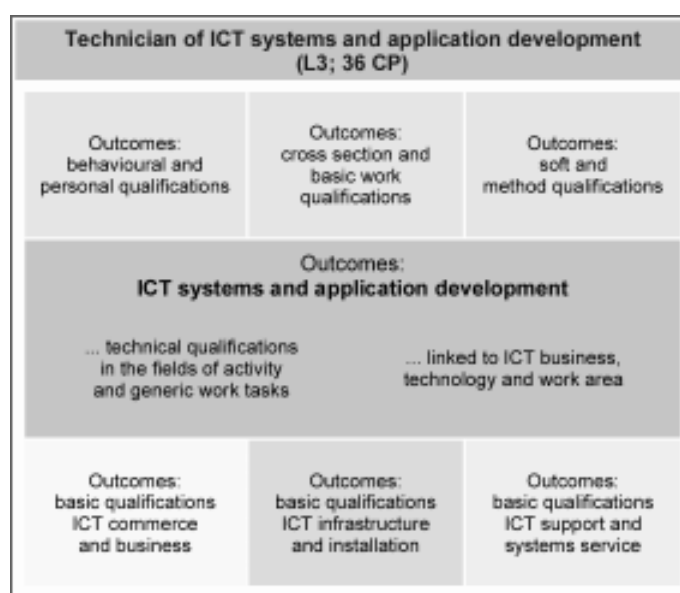 Technician of ICT systems and application development
(L3; 36 CP)
Outcomes:
behavioural and
personal qualifications
Outcomes:
cross section and
basic work
qualifications
Outcomes:
soft and
method qualifications
Outcomes:
ICT systems and application development
... technical qualifications
in the fields of activity
and generic work tasks
... linked to ICT business,
technology and work area
Outcomes:
basic qualifications
ICT commerce
and business
Outcomes:
basic qualifications
ICT infrastructure
and installation
Outcomes:
basic qualifications
ICT support and
systems service